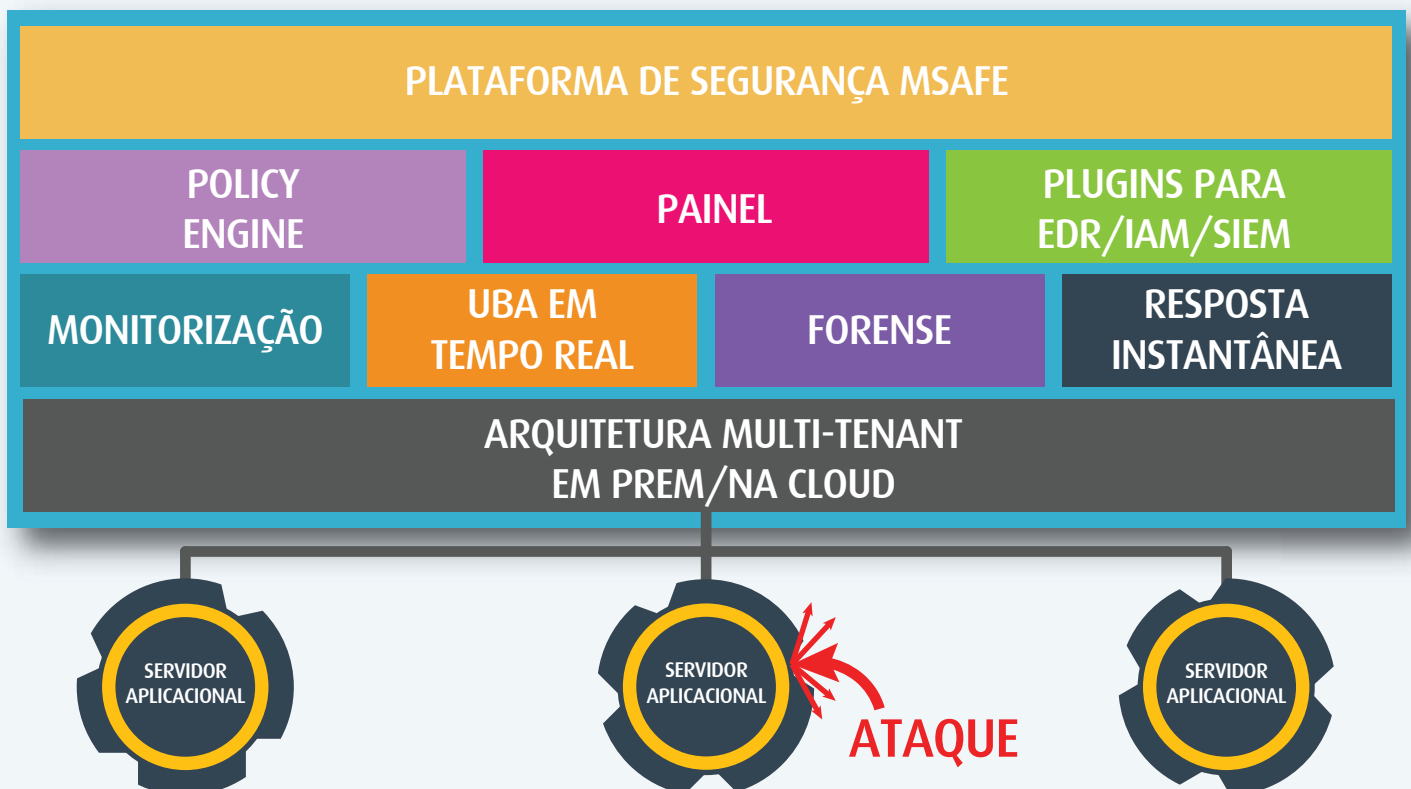 PLATAFORMA DE SEGURANÇA MSAFE
POLICY
ENGINE
PAINEL
PLUGINS PARA
EDR/IAM/SIEM
MONITORIZAÇÃO
UBA EM
TEMPO REAL
FORENSE
RESPOSTA
INSTANTÂNEA
ARQUITETURA MULTI-TENANT
EM PREM/NA CLOUD
SERVIDOR
APLICACIONAL
SERVIDOR
APLICACIONAL
ATAQUE
SERVIDOR
APLICACIONAL